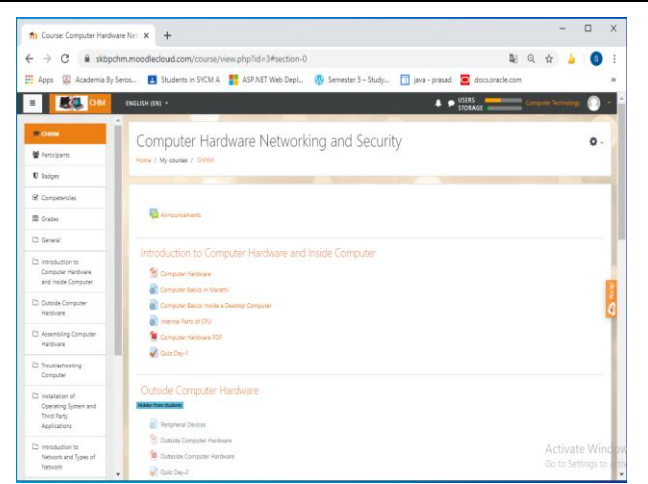 Course: Computer Hardware Net
skbpchm.moodlecloud.com/course/view.php?id=3#section-0
Apps
Academia By Seros...
Students in SYCM A
ASP.NET Web Depl...
Semester 5 – Study...
java - prasad
docs.oracle.com
CHM
ENGLISH (EN)
USERS
STORAGE
Computer Technology
CHNM
Participants
Badges
Competencies
Grades
General
Introduction to
Computer Hardware
and Inside Computer
Outside Computer
Hardware
Assembling Computer
Hardware
Troubleshooting
Computer
Installation of
Operating System and
Third Party
Applications
Introduction to
Network and Types of
Network
Computer Hardware Networking and Security
Home / My courses / CHNM
Announcements
Introduction to Computer Hardware and Inside Computer
Computer Hardware
Computer Basics in Marathi
Computer Basics: Inside a Desktop Computer
Internal Parts of CPU
Computer Hardware PDF
Quiz Day-1
Outside Computer Hardware
Hidden from students
Peripheral Devices
Outside Computer Hardware
Outeside Computer Hardware
Quiz Day-2
Portal
Activate Window
Go to Settings to activ